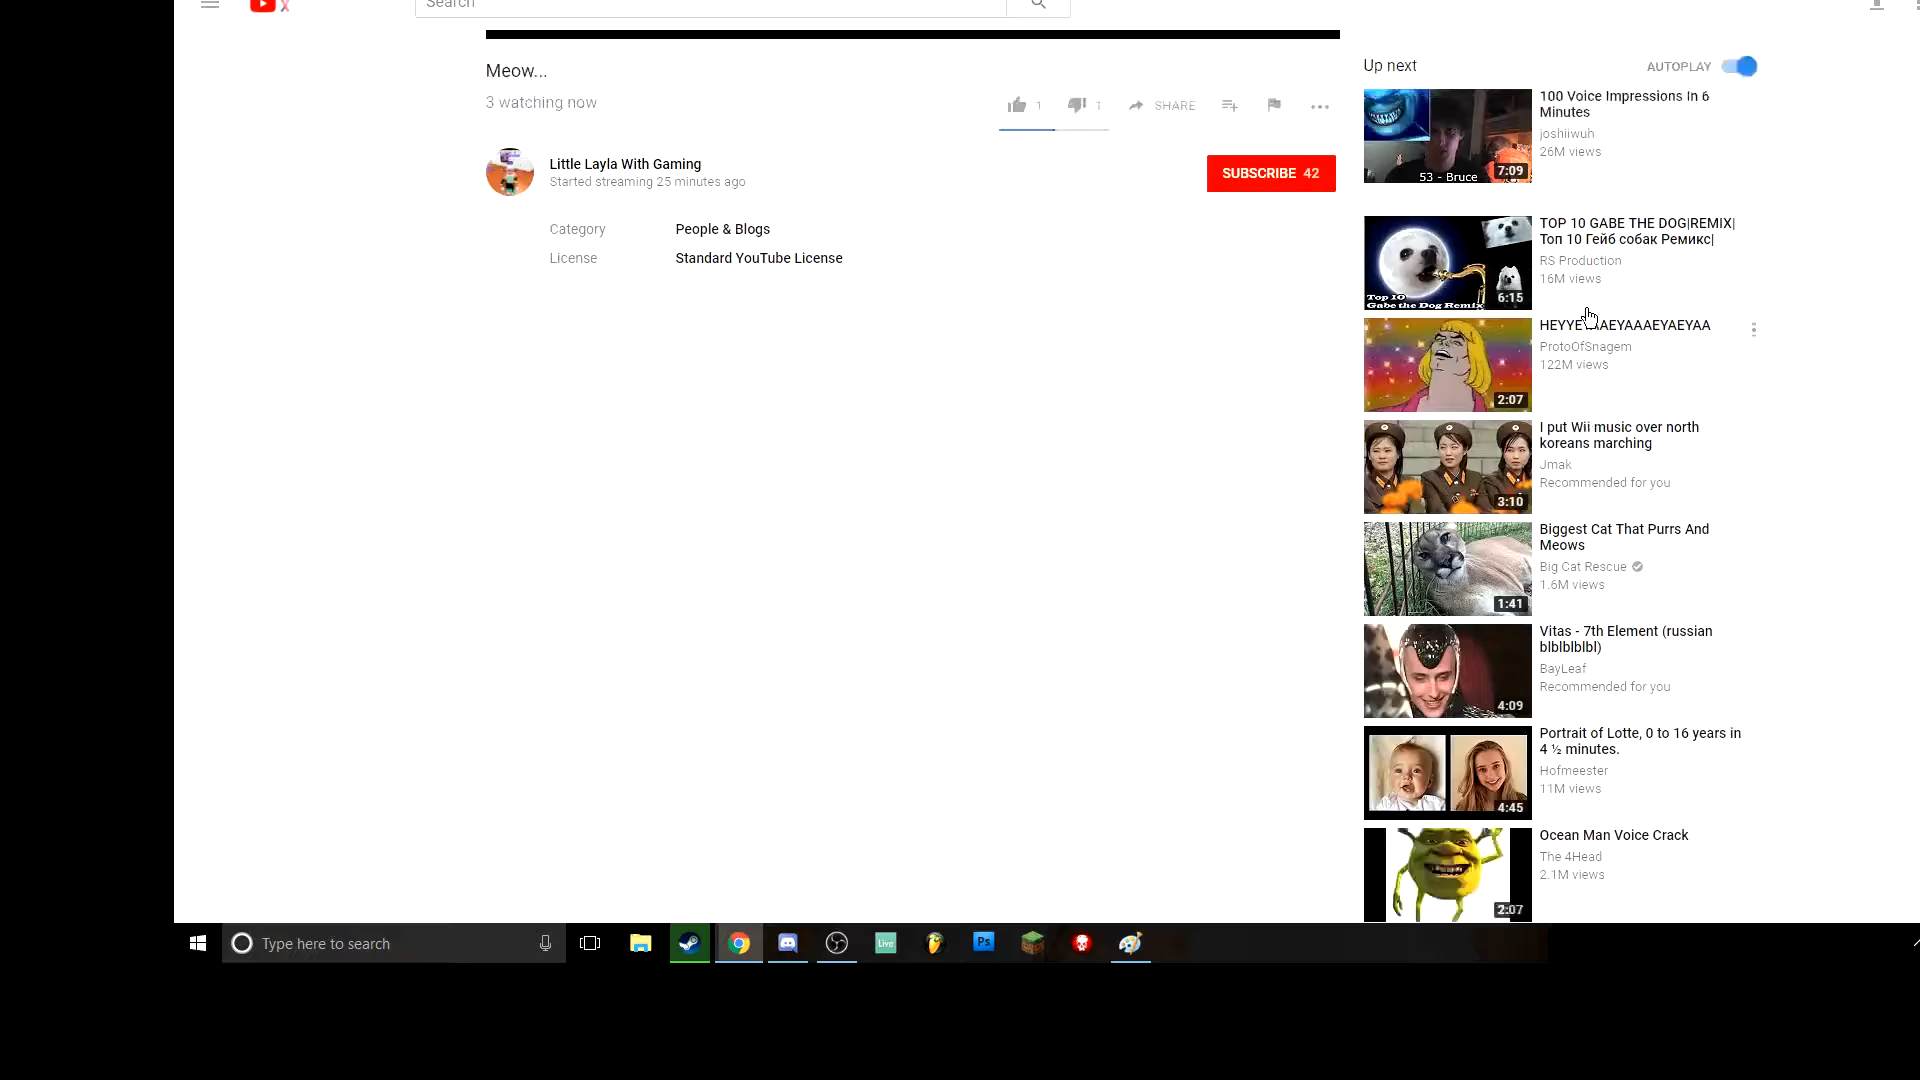 Search
Meow...
3 watching now
1
1
SHARE
Little Layla With Gaming
Started streaming 25 minutes ago
SUBSCRIBE 42
Category
People & Blogs
License
Standard YouTube License
Up next
AUTOPLAY
100 Voice Impressions In 6
Minutes
joshiiwuh
26M views
53 - Bruce
7:09
TOP 10 GABE THE DOG|REMIX|
Топ 10 Гейб собак Ремикс|
RS Production
16M views
Top 10
Gabe the Dog Remix
6:15
ProtoOfSnagem
122M views
2:07
I put Wii music over north
koreans marching
Jmak
Recommended for you
3:10
Biggest Cat That Purrs And
Meows
Big Cat Rescue
1.6M views
1:41
Vitas - 7th Element (russian
blblblblbl)
BayLeaf
Recommended for you
4:09
Portrait of Lotte, 0 to 16 years in
4 ½ minutes.
Hofmeester
11M views
4:45
Ocean Man Voice Crack
The 4Head
2.1M views
2:07
Type here to search
Live
Ps